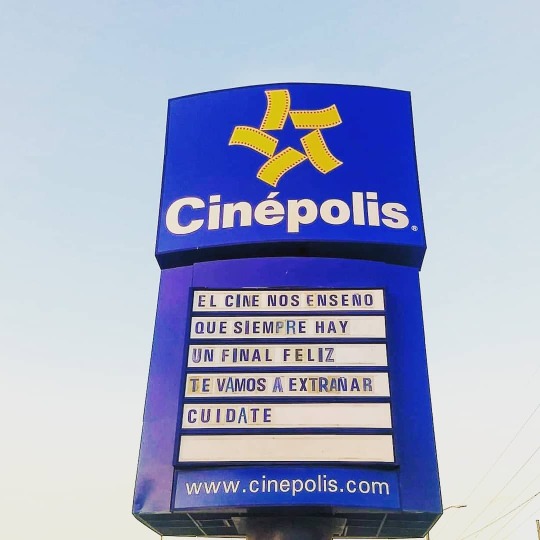 Cinépolis®
EL CINE NOS ENSEÑO
QUE SIEMPRE HAY
UN FINAL FELIZ
TE VAMOS A EXTRAÑAR
CUIDATE
www.cinepolis.com